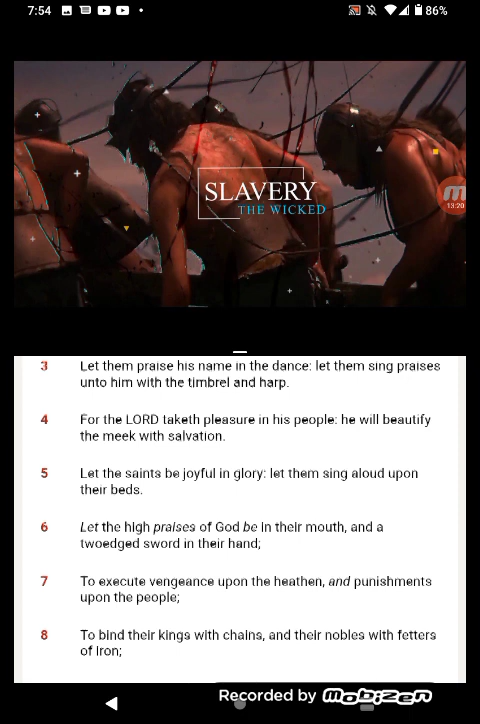 7:54
86%
SLAVERY
THE WICKED
13:20
3 Let them praise his name in the dance: let them sing praises
unto him with the timbrel and harp.
4 For the LORD taketh pleasure in his people: he will beautify
the meek with salvation.
5 Let the saints be joyful in glory: let them sing aloud upon
their beds.
6 Let the high praises of God be in their mouth, and a
twoedged sword in their hand;
7 To execute vengeance upon the heathen, and punishments
upon the people;
8 To bind their kings with chains, and their nobles with fetters
of iron;
Recorded by Mobizen